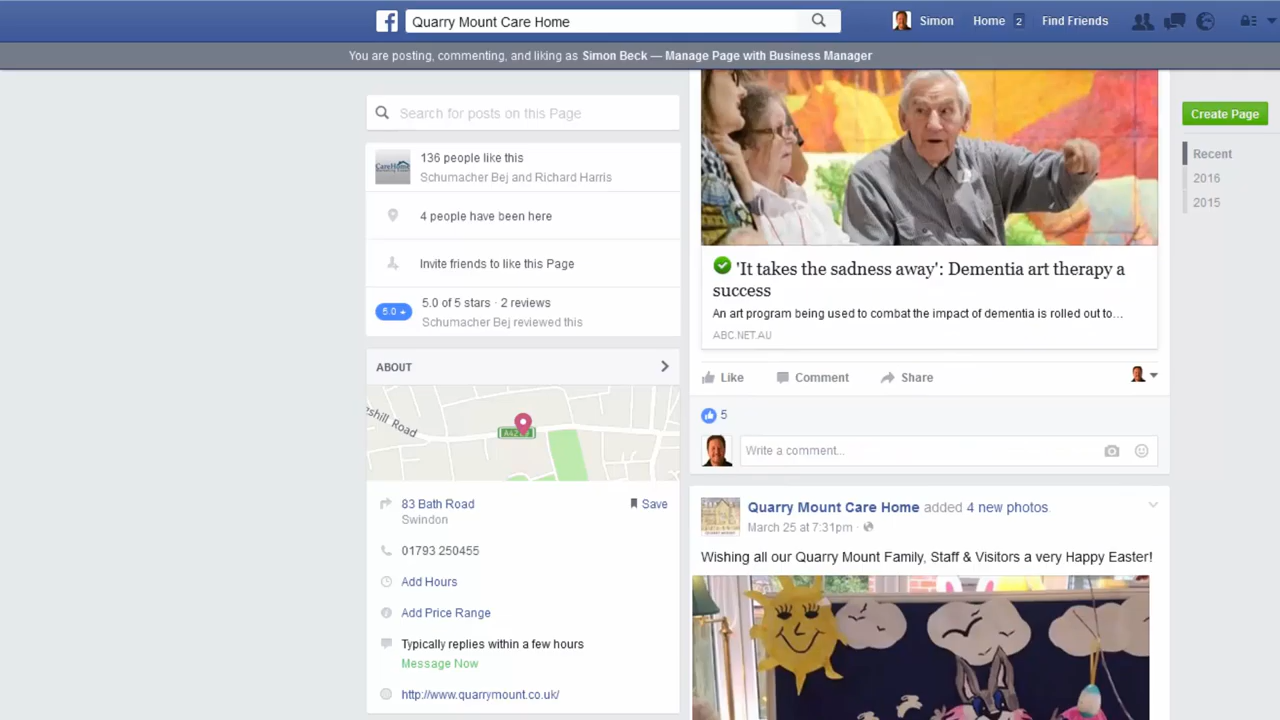 Quarry Mount Care Home
Simon
Home 2
Find Friends
You are posting, commenting, and liking as Simon Beck — Manage Page with Business Manager
Search for posts on this Page
136 people like this
Schumacher Bej and Richard Harris
4 people have been here
Invite friends to like this Page
5.0
5.0 of 5 stars · 2 reviews
Schumacher Bej reviewed this
ABOUT
eshill Road
83 Bath Road
Save
Swindon
01793 250455
Add Hours
Add Price Range
Typically replies within a few hours
Message Now
http://www.quarrymount.co.uk/
'It takes the sadness away': Dementia art therapy a
success
An art program being used to combat the impact of dementia is rolled out to...
ABC.NET.AU
Like Comment Share
5
Write a comment...
Quarry Mount Care Home added 4 new photos.
March 25 at 7:31pm ·
Wishing all our Quarry Mount Family, Staff & Visitors a very Happy Easter!
Create Page
Recent
2016
2015